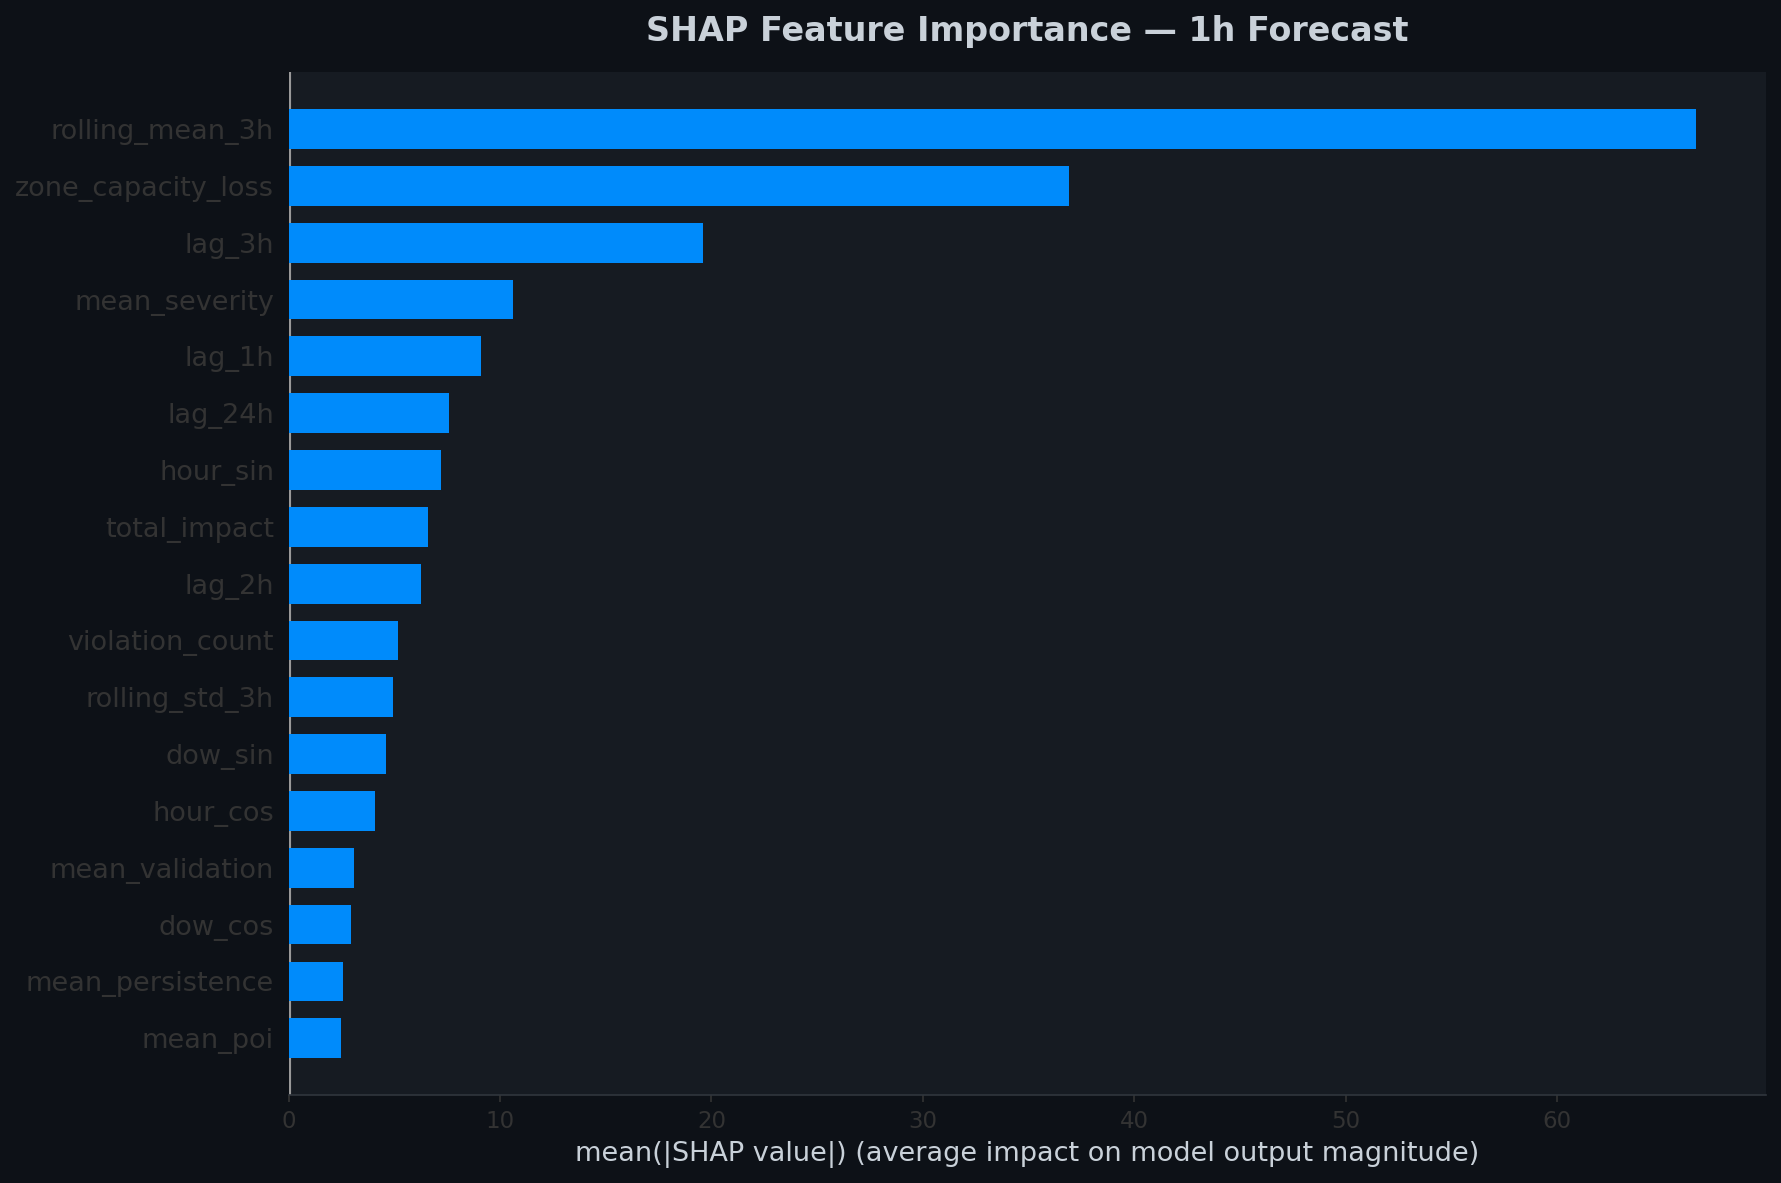 SHAP Feature Importance — 1h Forecast
rolling_mean_3h
zone_capacity_loss
lag_3h
mean_severity
lag_1h
lag_24h
hour_sin
total_impact
lag_2h
violation_count
rolling_std_3h
dow_sin
hour_cos
mean_validation
dow_cos
mean_persistence
mean_poi
0 10 20 30 40 50 60
mean(|SHAP value|) (average impact on model output magnitude)